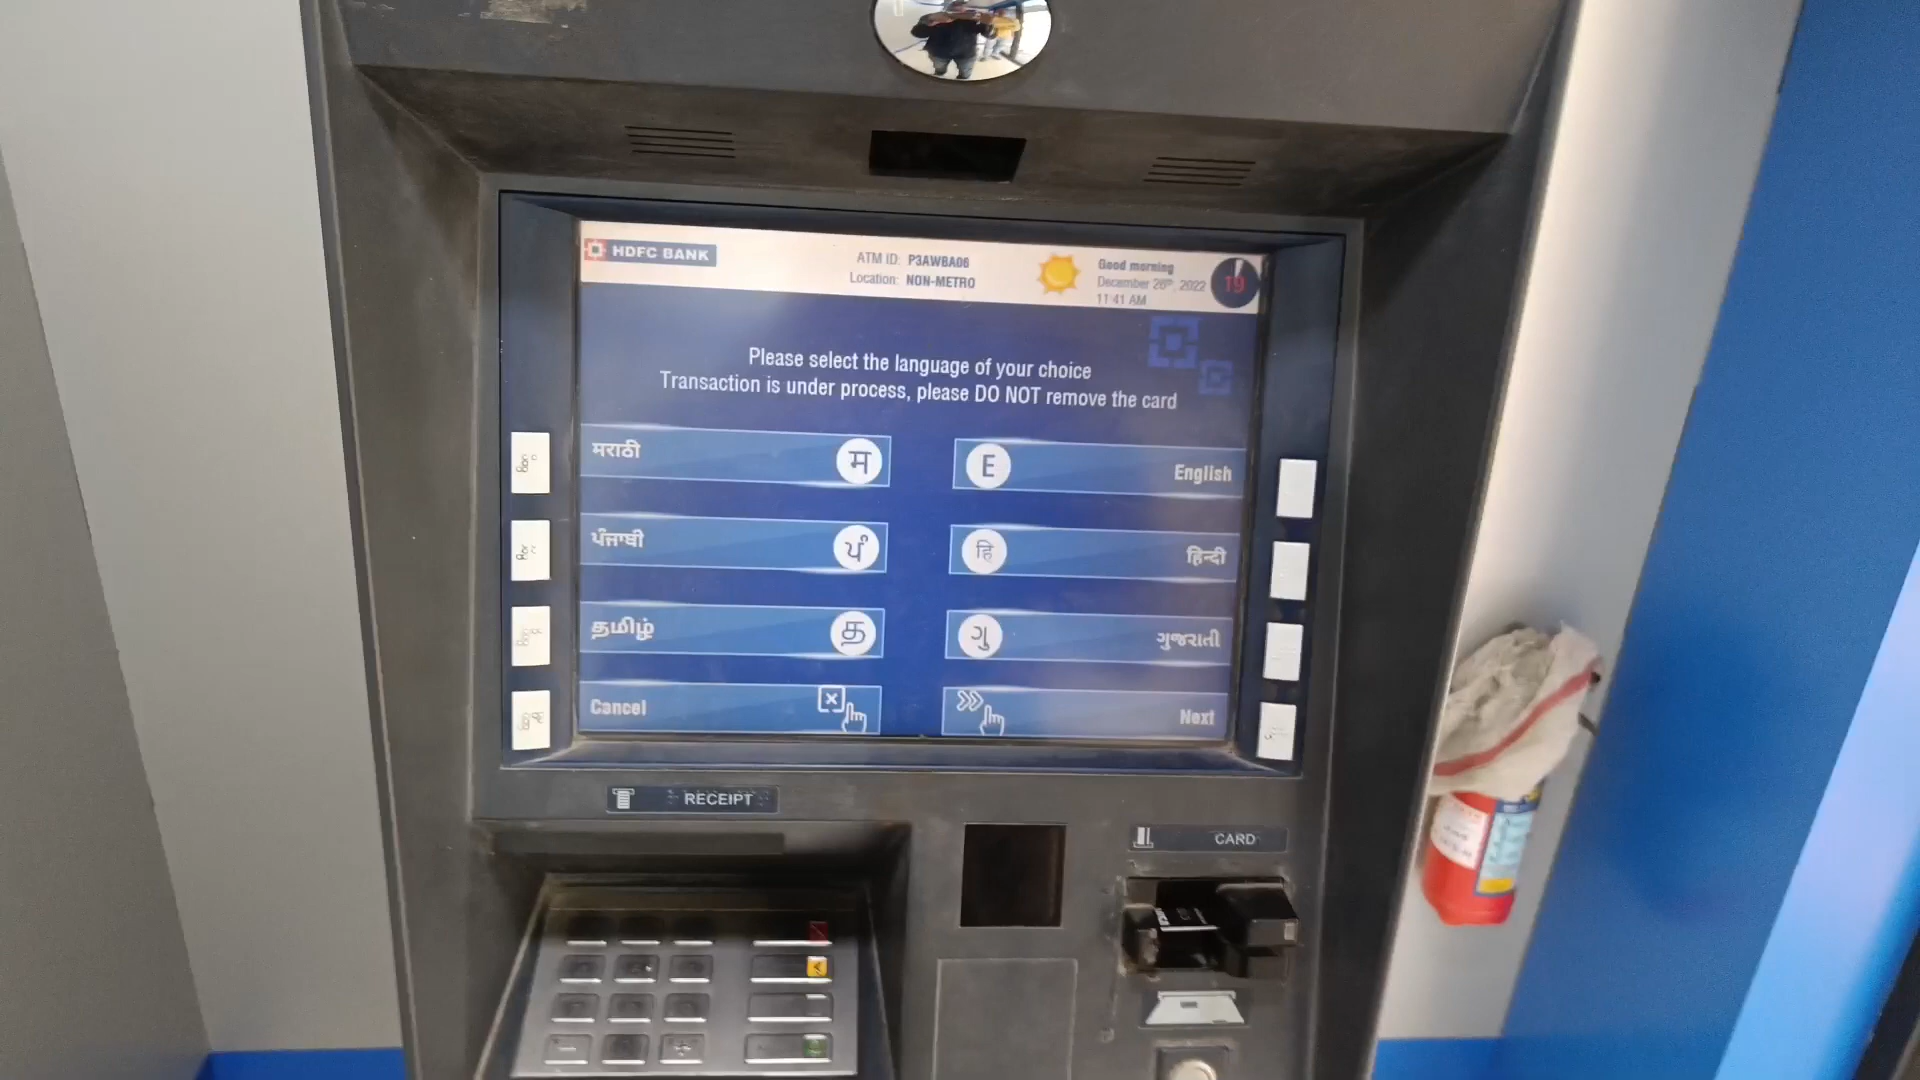 HDFC BANK
ATM ID: P3AWBA06
Location: NON-METRO
Good morning
December 26th, 2022
11:41 AM
19
Please select the language of your choice
Transaction is under process, please DO NOT remove the card
मराठी म
E English
ਪੰਜਾਬੀ ਪੰ
हि हिन्दी
தமிழ் த
ગુ ગુજરાતી
Cancel
Next
RECEIPT
CARD